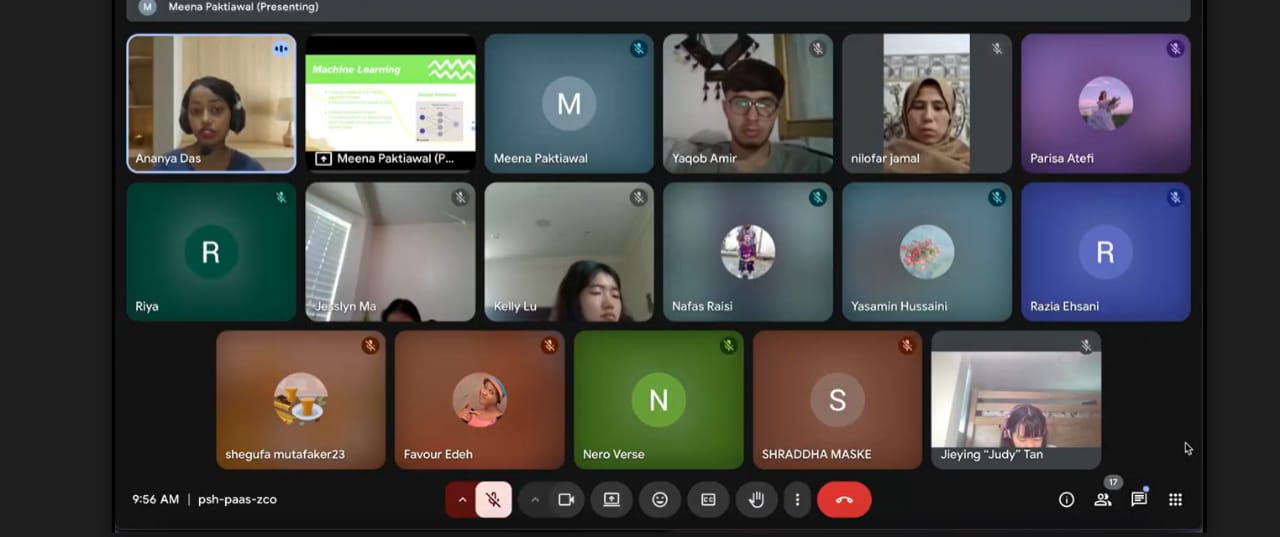 M Meena Paktiawal (Presenting)
Machine Learning
Ananya Das
Meena Paktiawal (P...
M
Meena Paktiawal
Yaqob Amir
nilofar jamal
Parisa Atefi
R
Riya
Jesslyn Ma
Kelly Lu
Nafas Raisi
Yasamin Hussaini
R
Razia Ehsani
shegufa mutafaker23
Favour Edeh
N
Nero Verse
S
SHRADDHA MASKE
Jieying “Judy” Tan
9:56 AM | psh-paas-zco
CC
17